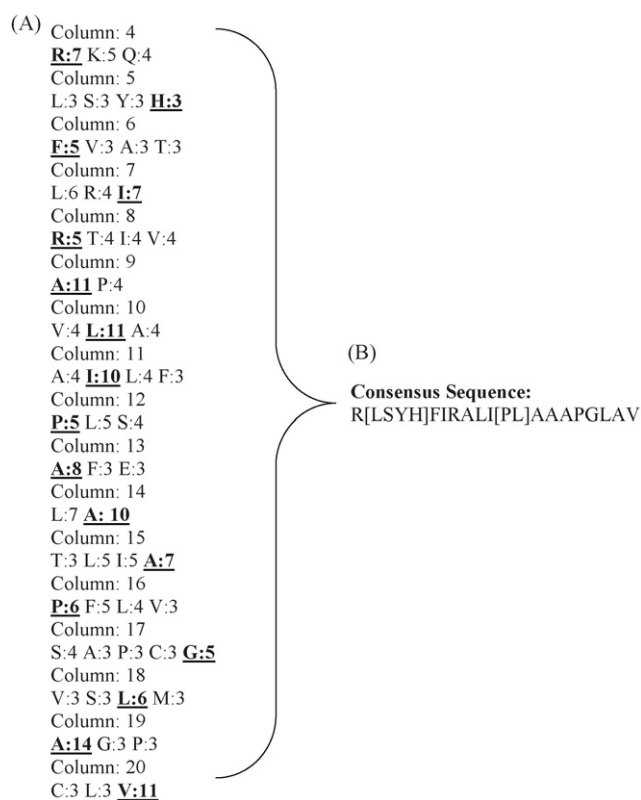 (A)
Column: 4
R:7 K:5 Q:4
Column: 5
L:3 S:3 Y:3 H:3
Column: 6
F:5 V:3 A:3 T:3
Column: 7
L:6 R:4 I:7
Column: 8
R:5 T:4 I:4 V:4
Column: 9
A:11 P:4
Column: 10
V:4 L:11 A:4
Column: 11
A:4 I:10 L:4 F:3
Column: 12
P:5 L:5 S:4
Column: 13
A:8 F:3 E:3
Column: 14
L:7 A: 10
Column: 15
T:3 L:5 I:5 A:7
Column: 16
P:6 F:5 L:4 V:3
Column: 17
S:4 A:3 P:3 C:3 G:5
Column: 18
V:3 S:3 L:6 M:3
Column: 19
A:14 G:3 P:3
Column: 20
C:3 L:3 V:11
(B)
Consensus Sequence:
R[LSYH]FIRALI[PL]AAAPGLAV